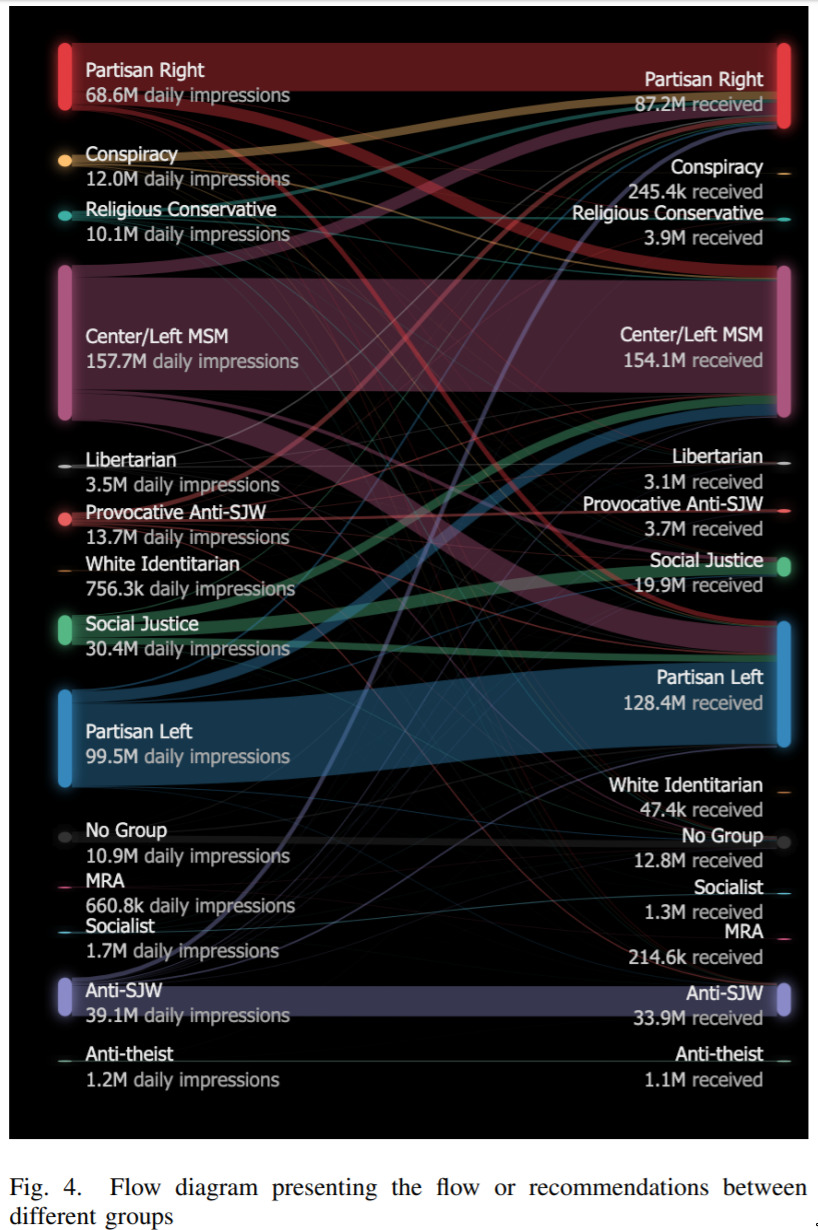 Partisan Right
68.6M daily impressions
Partisan Right
87.2M received
Conspiracy
12.0M daily impressions
Conspiracy
245.4k received
Religious Conservative
10.1M daily impressions
Religious Conservative
3.9M received
Center/Left MSM
157.7M daily impressions
Center/Left MSM
154.1M received
Libertarian
3.5M daily impressions
Libertarian
3.1M received
Provocative Anti-SJW
13.7M daily impressions
Provocative Anti-SJW
3.7M received
White Identitarian
756.3k daily impressions
Social Justice
19.9M received
Social Justice
30.4M daily impressions
Partisan Left
128.4M received
Partisan Left
99.5M daily impressions
White Identitarian
47.4k received
No Group
10.9M daily impressions
No Group
12.8M received
MRA
660.8k daily impressions
Socialist
1.3M received
Socialist
1.7M daily impressions
MRA
214.6k received
Anti-SJW
39.1M daily impressions
Anti-SJW
33.9M received
Anti-theist
1.2M daily impressions
Anti-theist
1.1M received
Fig. 4. Flow diagram presenting the flow or recommendations between
different groups